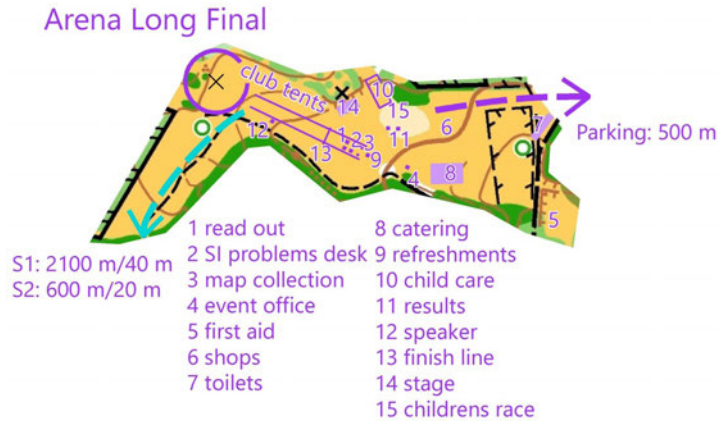 Arena Long Final
club tents
10
14
15
12
1
2
3
13
11
9
6
7
Parking: 500 m
4
8
5
S1: 2100 m/40 m
S2: 600 m/20 m
1 read out
2 SI problems desk
3 map collection
4 event office
5 first aid
6 shops
7 toilets
8 catering
9 refreshments
10 child care
11 results
12 speaker
13 finish line
14 stage
15 childrens race